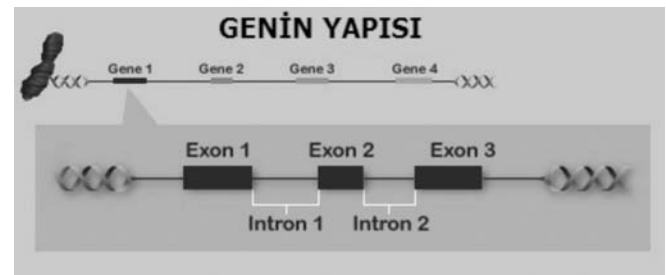 GENİN YAPISI
Gene 1 Gene 2 Gene 3 Gene 4
Exon 1 Exon 2 Exon 3
Intron 1 Intron 2